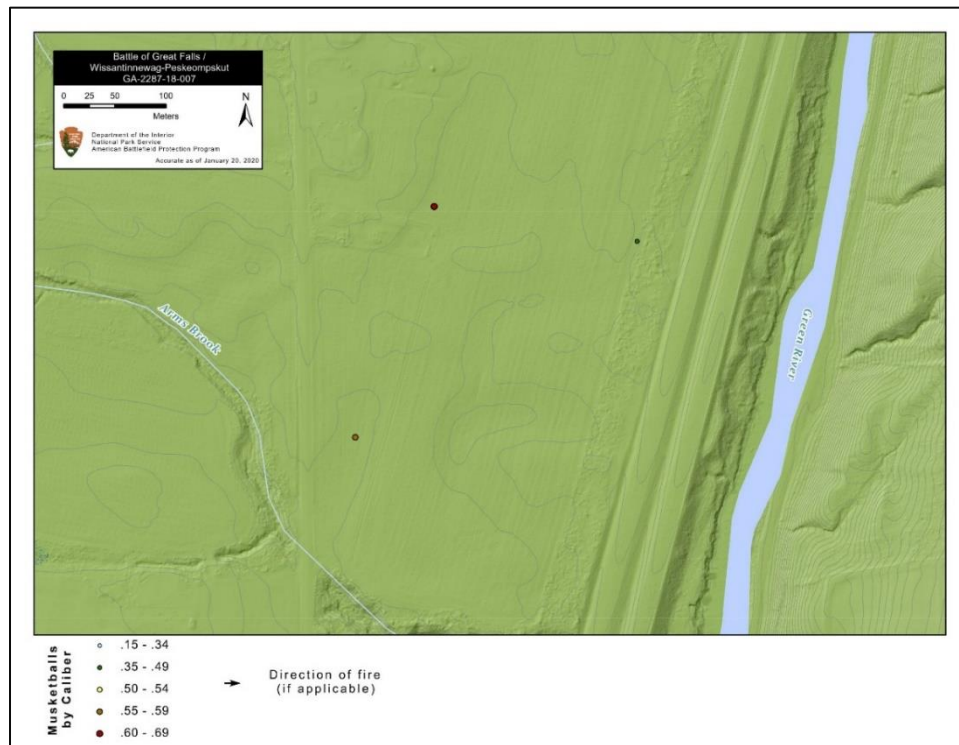 Battle of Great Falls /
Wissantinnewag-Peskeompskut
GA-2287-18-007
0 25 50 100
Meters
N
Department of the Interior
National Park Service
American Battlefield Protection Program
Accurate as of January 20, 2020
Arms Brook
Green River
Musketballs
by Caliber
.15 - .34
.35 - .49
.50 - .54
.55 - .59
.60 - .69
Direction of fire
(if applicable)